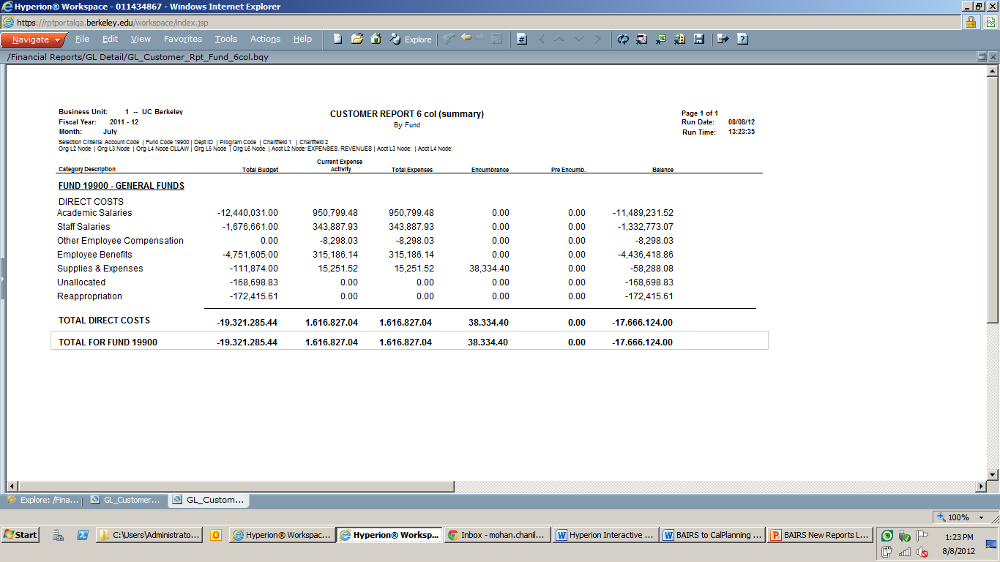 Hyperion® Workspace - 011434867 - Windows Internet Explorer
https://rptportalqa.berkeley.edu/workspace/index.jsp
Navigate File Edit View Favorites Tools Actions Help Explore
/Financial Reports/GL Detail/GL_Customer_Rpt_Fund_6col.bqy
Business Unit: 1 -- UC Berkeley CUSTOMER REPORT 6 col (summary) Page 1 of 1
Fiscal Year: 2011 - 12 By Fund Run Date: 08/08/12
Month: July Run Time: 13:23:35
Selection Criteria: Account Code | Fund Code 19900 | Dept ID | Program Code | Chartfield 1 | Chartfield 2
Org L2 Node | Org L3 Node | Org L4 Node CLLAW | Org L5 Node | Org L6 Node | Acct L2 Node: EXPENSES, REVENUES | Acct L3 Node: | Acct L4 Node:
Current Expense
Category Description Total Budget Activity Total Expenses Encumbrance Pre Encumb. Balance
FUND 19900 - GENERAL FUNDS
DIRECT COSTS
Academic Salaries -12,440,031.00 950,799.48 950,799.48 0.00 0.00 -11,489,231.52
Staff Salaries -1,676,661.00 343,887.93 343,887.93 0.00 0.00 -1,332,773.07
Other Employee Compensation 0.00 -8,298.03 -8,298.03 0.00 0.00 -8,298.03
Employee Benefits -4,751,605.00 315,186.14 315,186.14 0.00 0.00 -4,436,418.86
Supplies & Expenses -111,874.00 15,251.52 15,251.52 38,334.40 0.00 -58,288.08
Unallocated -168,698.83 0.00 0.00 0.00 0.00 -168,698.83
Reappropriation -172,415.61 0.00 0.00 0.00 0.00 -172,415.61
TOTAL DIRECT COSTS -19.321.285.44 1.616.827.04 1.616.827.04 38.334.40 0.00 -17.666.124.00
TOTAL FOR FUND 19900 -19.321.285.44 1.616.827.04 1.616.827.04 38.334.40 0.00 -17.666.124.00
Explore: /Fina... GL_Customer... GL_Custom...
100%
Start C:\Users\Administrato... Hyperion® Workspac... Hyperion® Worksp... Inbox - mohan.chanil... Hyperion Interactive ... BAIRS to CalPlanning ... BAIRS New Reports L... 1:23 PM
8/8/2012